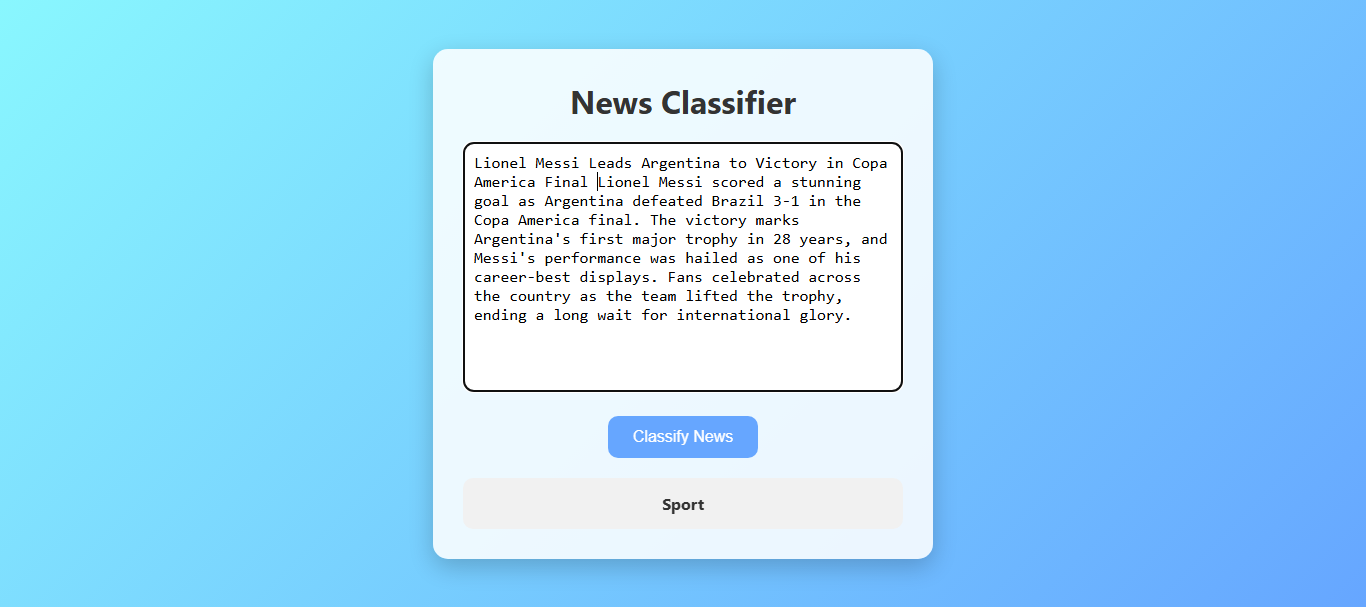 News Classifier
Lionel Messi Leads Argentina to Victory in Copa
America Final Lionel Messi scored a stunning
goal as Argentina defeated Brazil 3-1 in the
Copa America final. The victory marks
Argentina's first major trophy in 28 years, and
Messi's performance was hailed as one of his
career-best displays. Fans celebrated across
the country as the team lifted the trophy,
ending a long wait for international glory.
Classify News
Sport